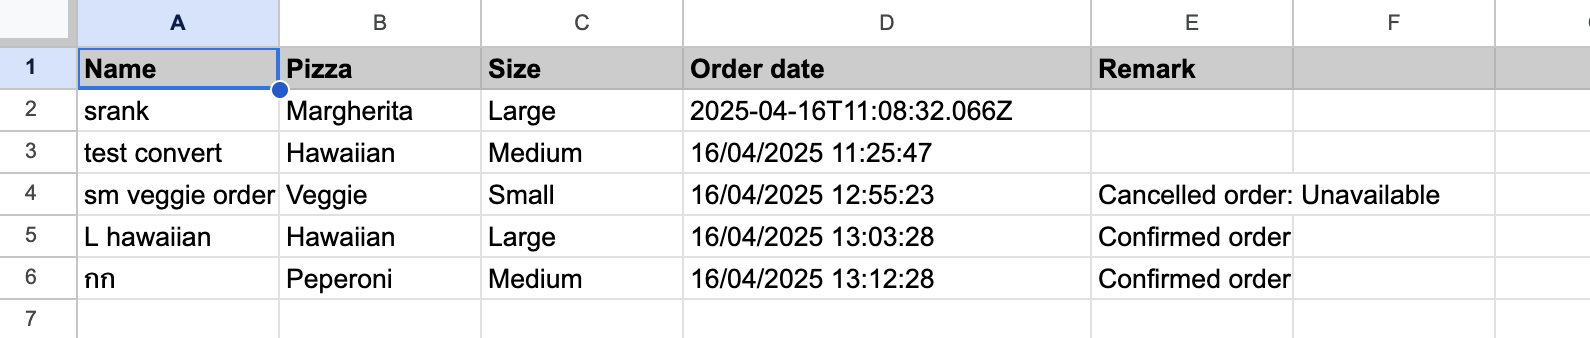 A B C D E F
1 Name Pizza Size Order date Remark
2 srank Margherita Large 2025-04-16T11:08:32.066Z
3 test convert Hawaiian Medium 16/04/2025 11:25:47
4 sm veggie order Veggie Small 16/04/2025 12:55:23 Cancelled order: Unavailable
5 L hawaiian Hawaiian Large 16/04/2025 13:03:28 Confirmed order
6 กก Peperoni Medium 16/04/2025 13:12:28 Confirmed order
7